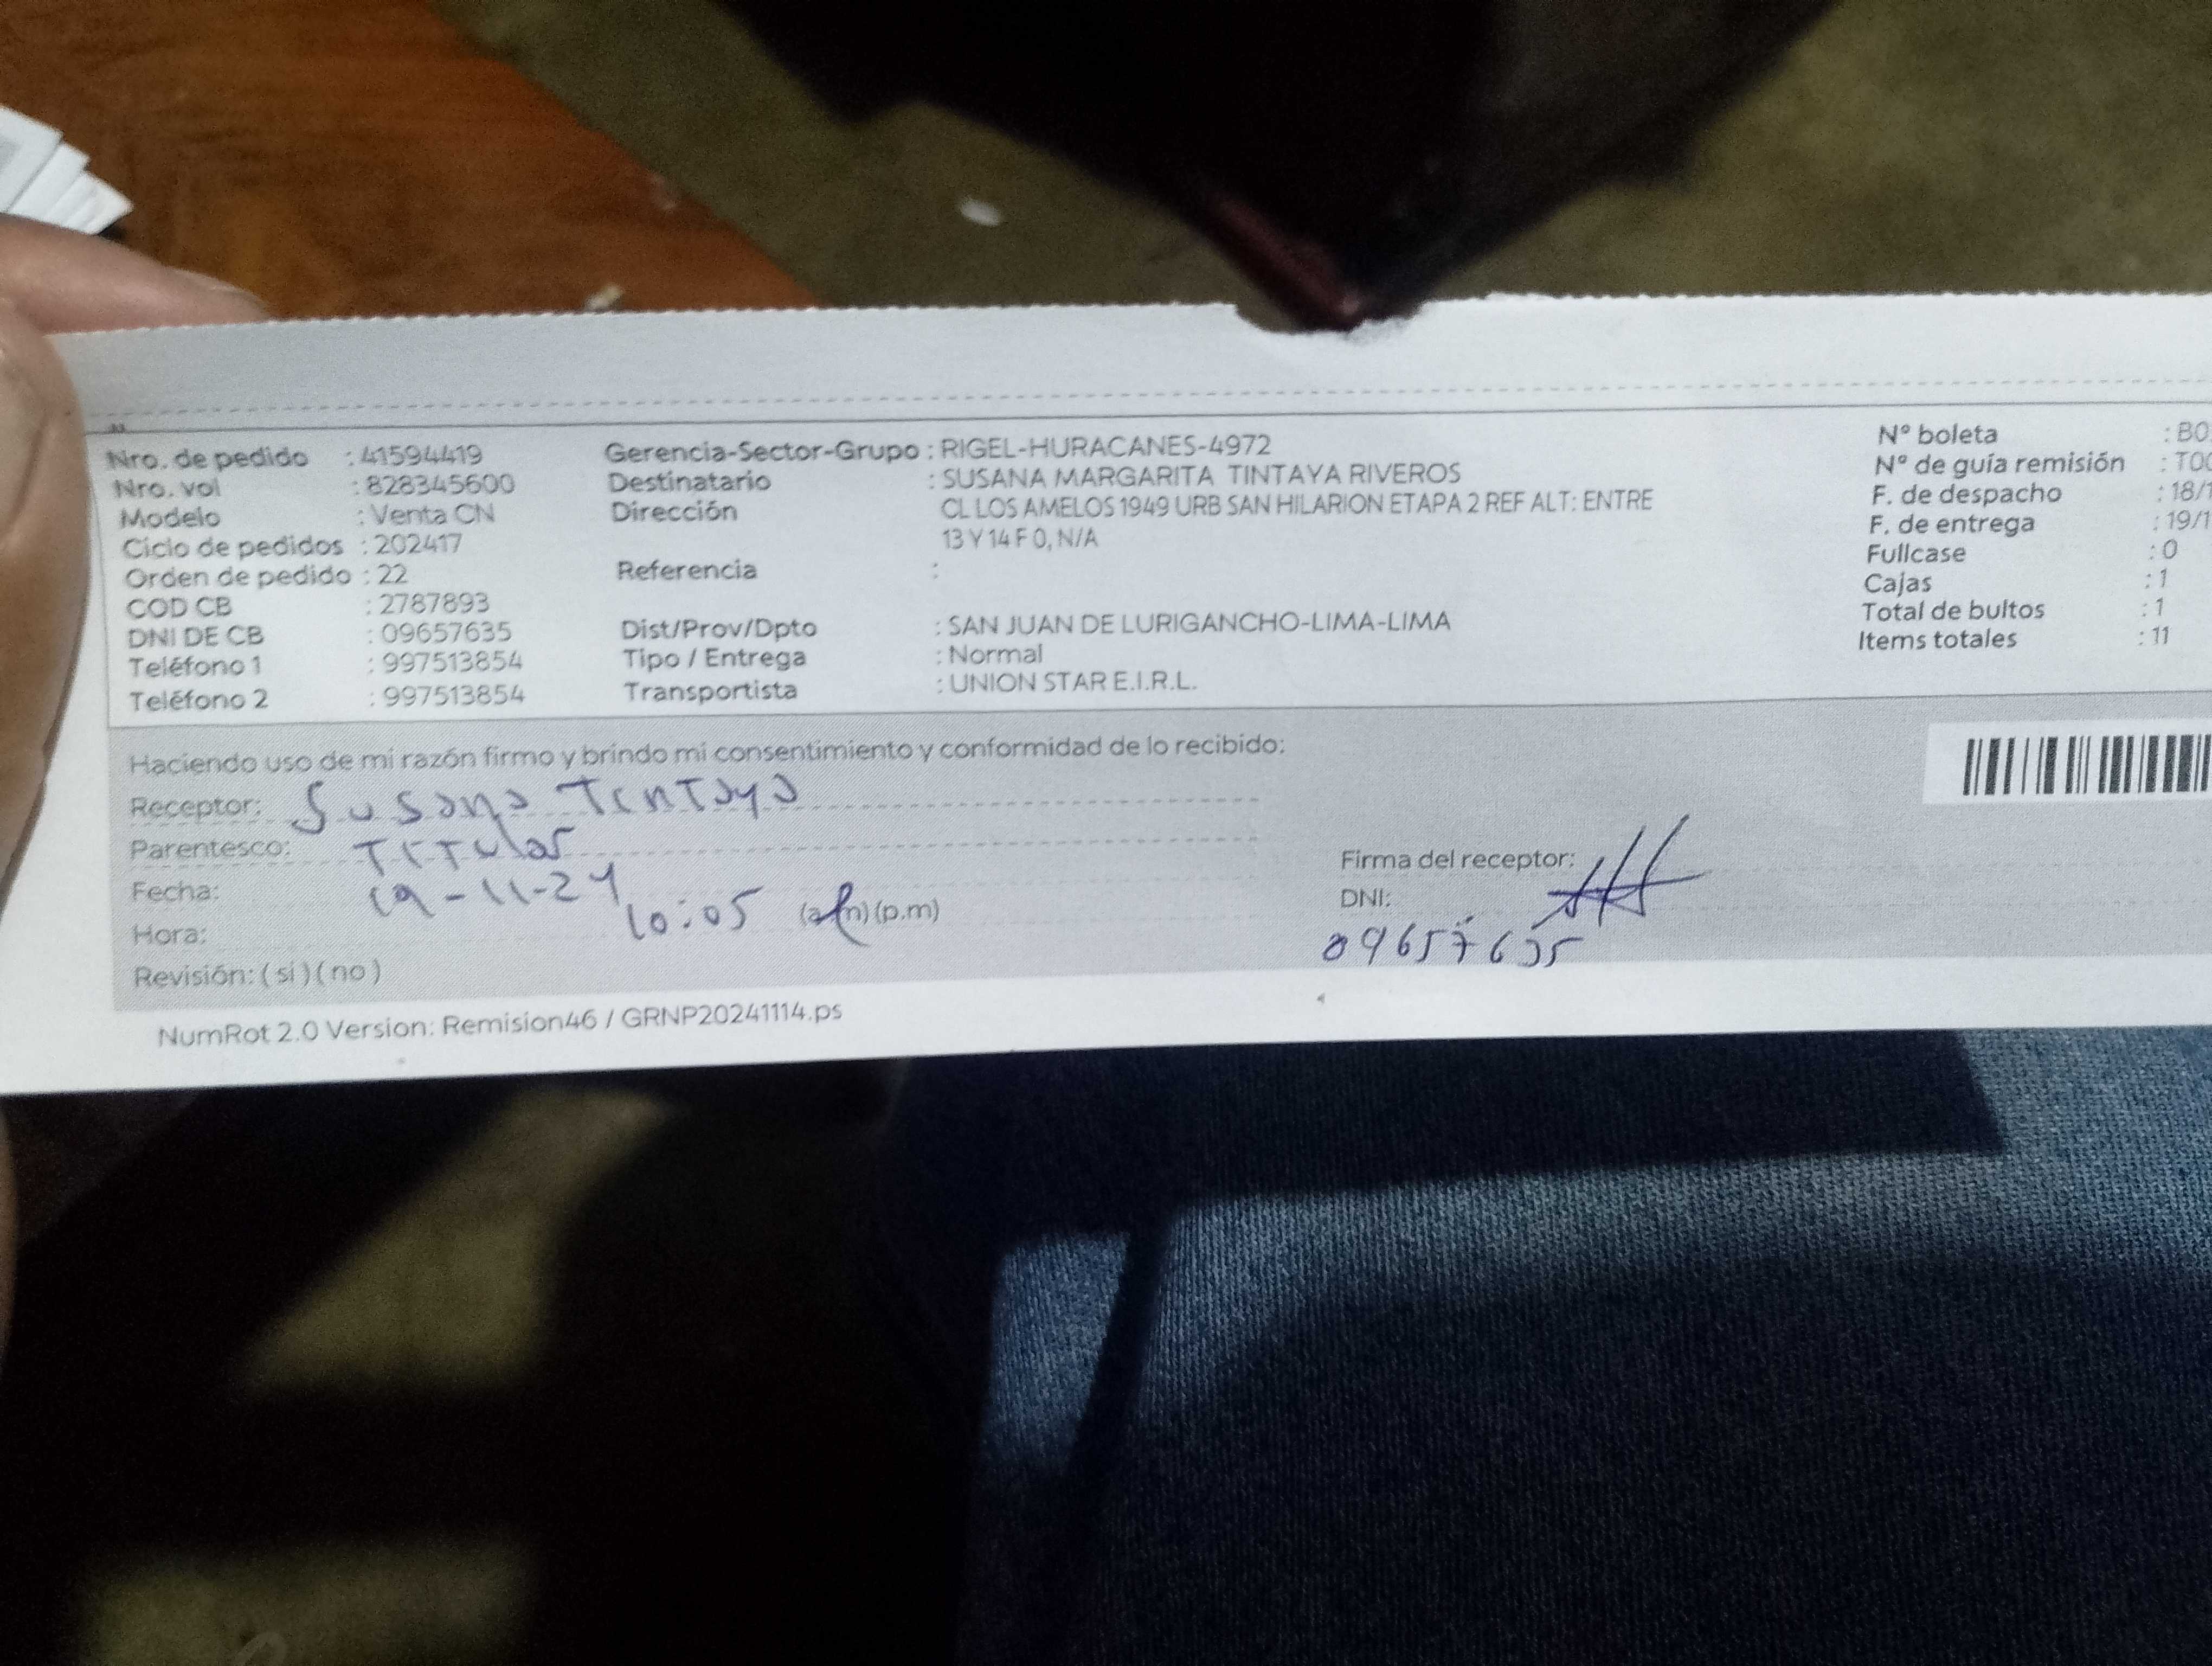 Nro. de pedido : 41594419
Nro. vol : 828345600
Modelo : Venta CN
Ciclo de pedidos : 202417
Orden de pedido : 22
COD CB : 2787893
DNI DE CB : 09657635
Teléfono 1 : 997513854
Teléfono 2 : 997513854
Gerencia-Sector-Grupo : RIGEL-HURACANES-4972
Destinatario : SUSANA MARGARITA TINTAYA RIVEROS
Dirección CL LOS AMELOS 1949 URB SAN HILARION ETAPA 2 REF ALT: ENTRE
13 Y 14 F 0, N/A
Referencia :
Dist/Prov/Dpto : SAN JUAN DE LURIGANCHO-LIMA-LIMA
Tipo / Entrega : Normal
Transportista : UNION STAR E.I.R.L.
N° boleta : B0
N° de guía remisión : T00
F. de despacho : 18/1
F. de entrega : 19/1
Fullcase : 0
Cajas : 1
Total de bultos : 1
Items totales : 11
Haciendo uso de mi razón firmo y brindo mi consentimiento y conformidad de lo recibido:
Receptor: Susana Tintaya
Parentesco: Titular
Fecha: 19-11-24
Hora: 10:05 (a.m) (p.m)
Revisión: ( si ) ( no )
Firma del receptor:
DNI:
09657635
NumRot 2.0 Version: Remision46 / GRNP20241114.ps